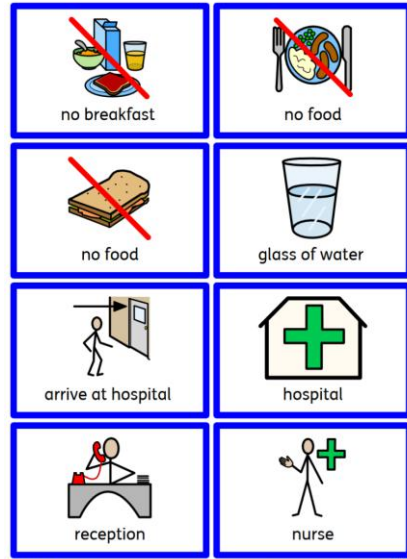 no breakfast
no food
no food
glass of water
arrive at hospital
hospital
reception
nurse